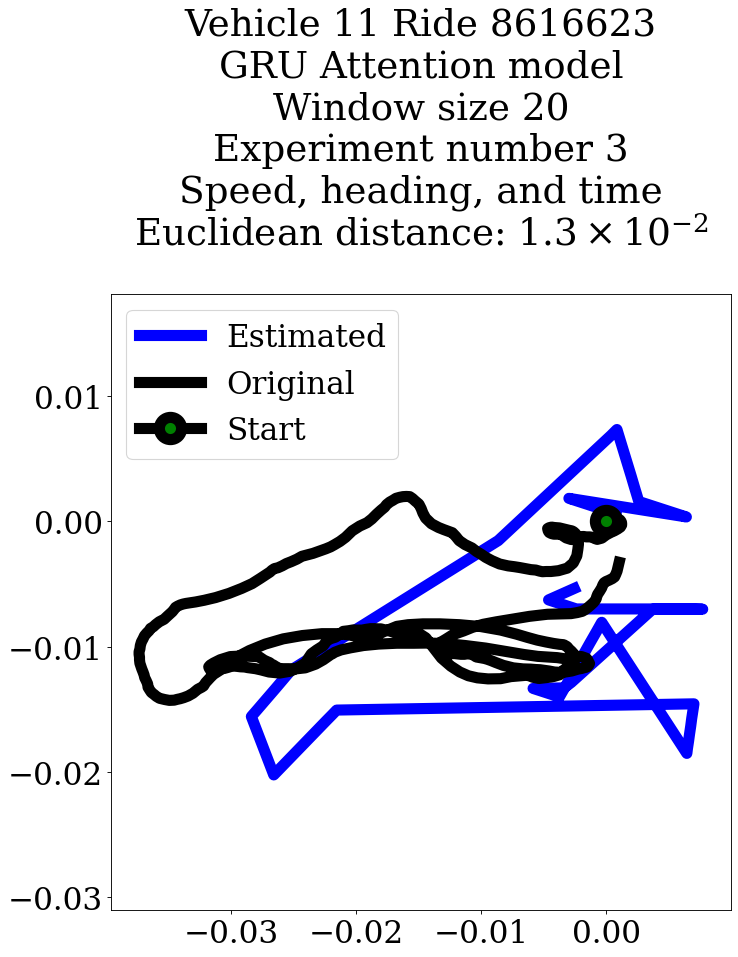 Vehicle 11 Ride 8616623
GRU Attention model
Window size 20
Experiment number 3
Speed, heading, and time
Euclidean distance: 1.3 × 10⁻²
Estimated
Original
Start
0.01
0.00
−0.01
−0.02
−0.03
−0.03 −0.02 −0.01 0.00